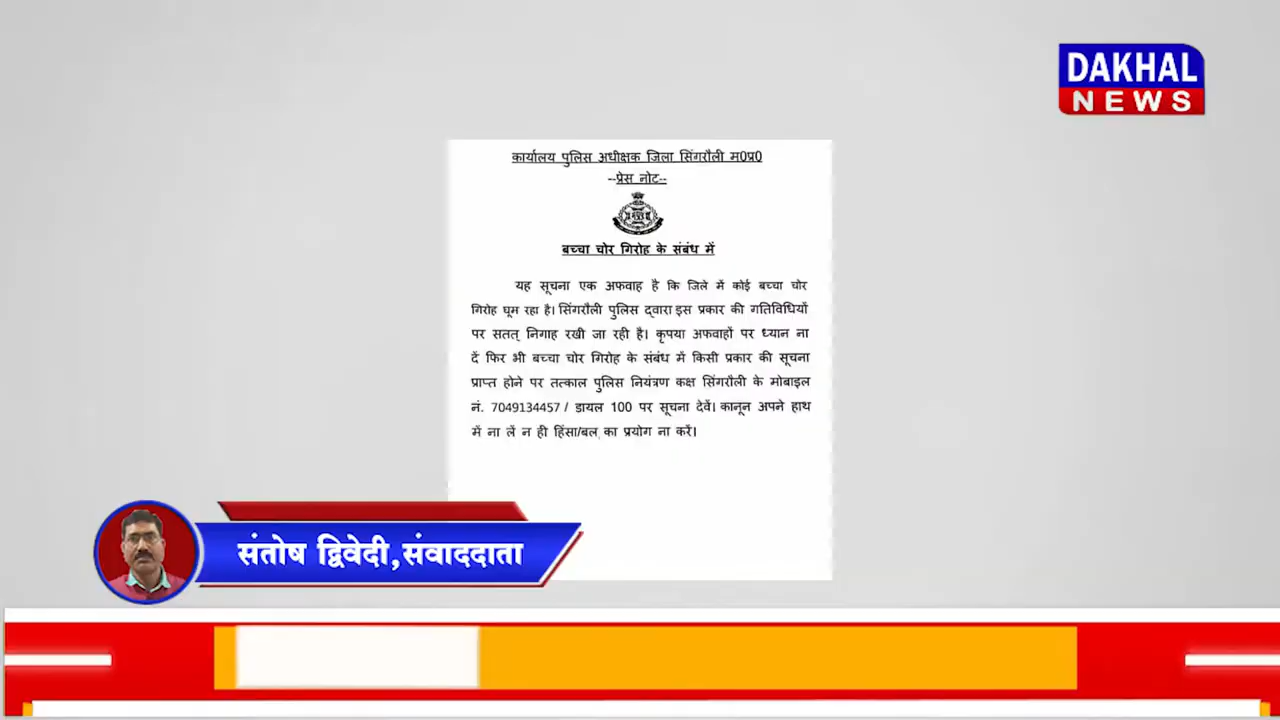 DAKHAL
NEWS
कार्यालय पुलिस अधीक्षक जिला सिंगरौली म0प्र0
--प्रेस नोट--
बच्चा चोर गिरोह के संबंध में
यह सूचना एक अफवाह है कि जिले में कोई बच्चा चोर
गिरोह घूम रहा है। सिंगरौली पुलिस द्वारा इस प्रकार की गतिविधियों
पर सतत् निगाह रखी जा रही है। कृपया अफवाहों पर ध्यान ना
दें फिर भी बच्चा चोर गिरोह के संबंध में किसी प्रकार की सूचना
प्राप्त होने पर तत्काल पुलिस नियंत्रण कक्ष सिंगरौली के मोबाइल
नं. 7049134457 / डायल 100 पर सूचना देवें। कानून अपने हाथ
में ना लें न ही हिंसा/बल का प्रयोग ना करें।
संतोष द्विवेदी,संवाददाता